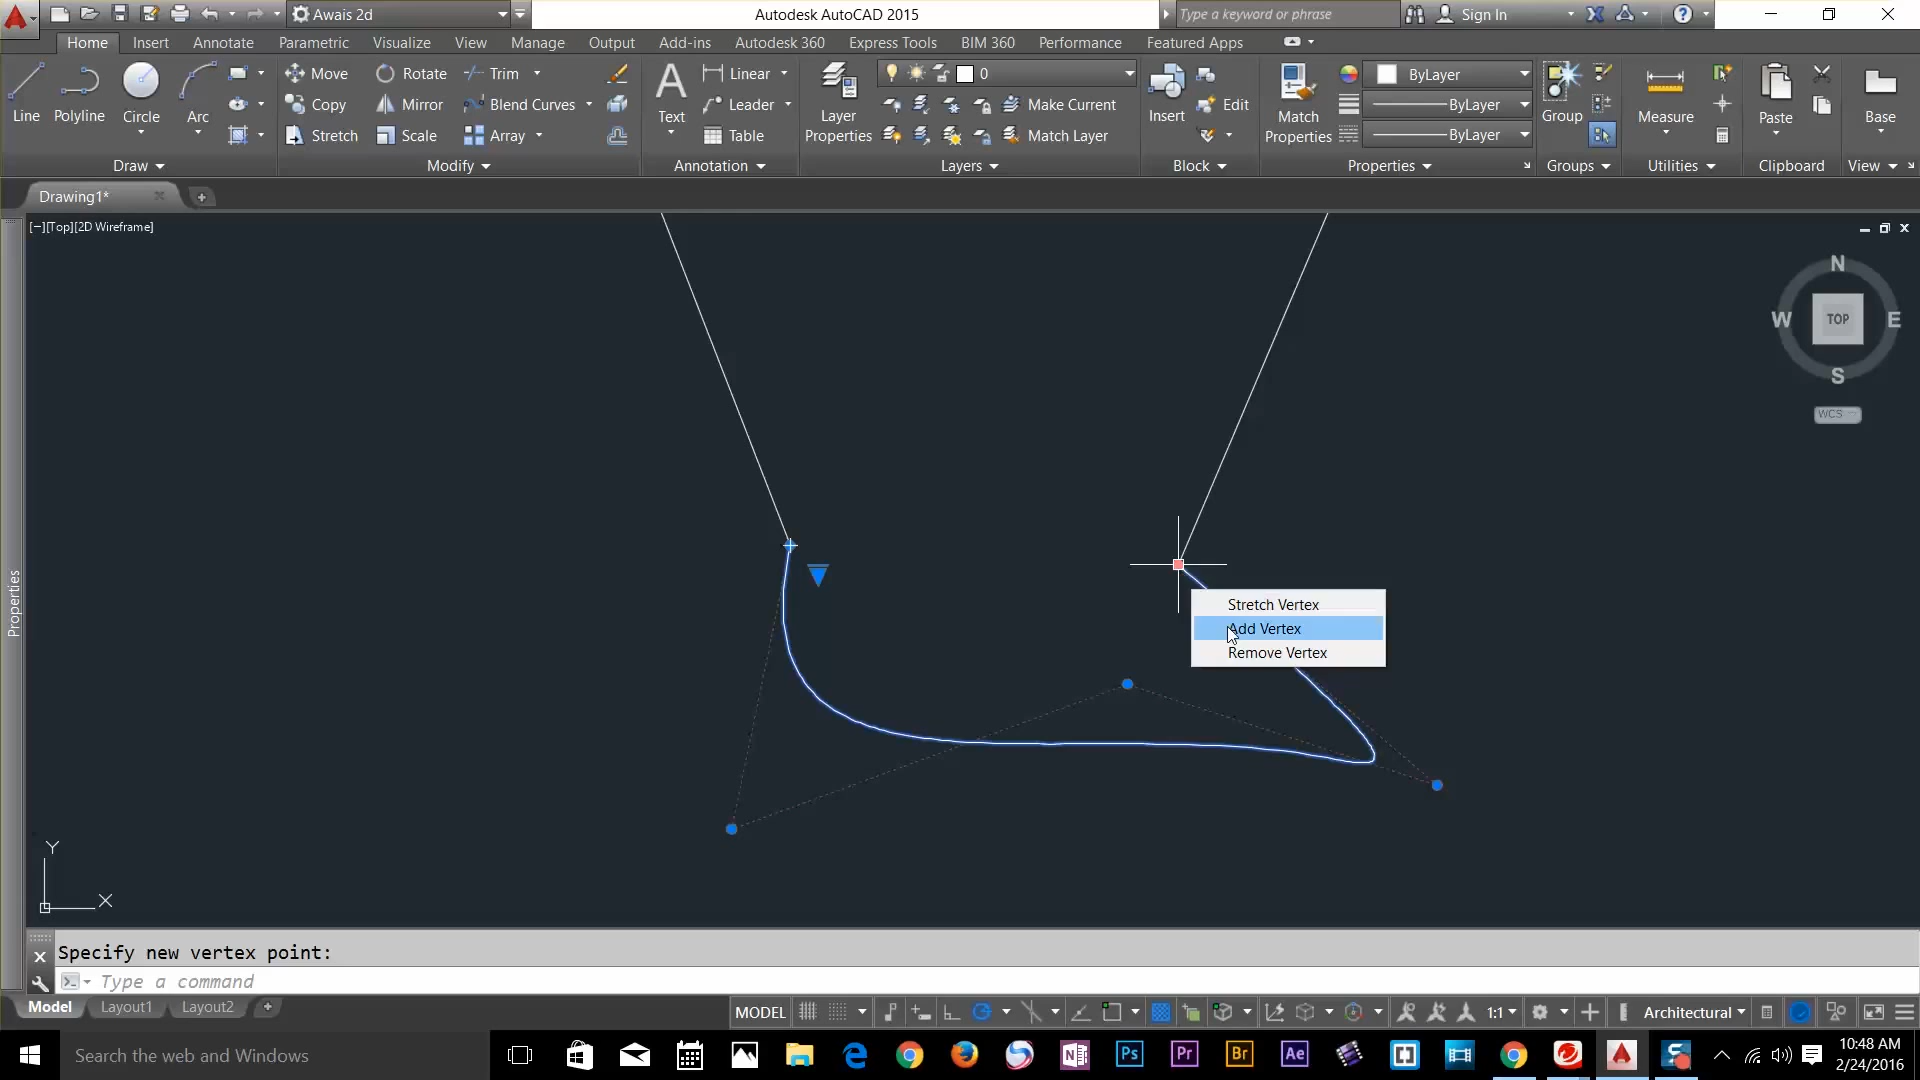 Awais 2d
Autodesk AutoCAD 2015
Type a keyword or phrase
Sign In
Home Insert Annotate Parametric Visualize View Manage Output Add-ins Autodesk 360 Express Tools BIM 360 Performance Featured Apps
Line Polyline Circle Arc
Move Rotate Trim
Copy Mirror Blend Curves
Stretch Scale Array
Text Linear
Leader
Table
Layer Properties
0
Make Current
Match Layer
Insert Edit
Match Properties
ByLayer
ByLayer
ByLayer
Group
Measure
Paste
Base
Draw Modify Annotation Layers Block Properties Groups Utilities Clipboard View
Drawing1*
[−][Top][2D Wireframe]
N
W TOP E
S
WCS
Properties
Stretch Vertex
Add Vertex
Remove Vertex
Y
X
Specify new vertex point:
Type a command
Model Layout1 Layout2
MODEL
1:1
Architectural
Search the web and Windows
Ps
Pr
Br
Ae
10:48 AM
2/24/2016